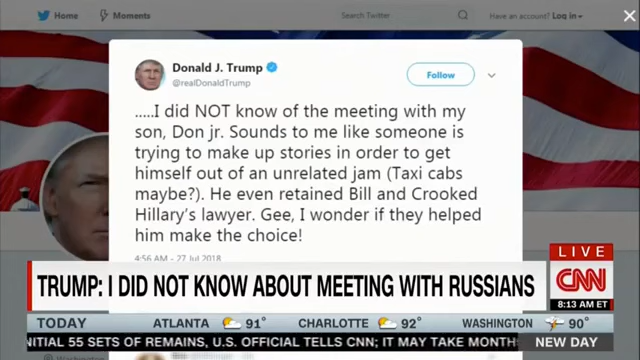 Home
Moments
Search Twitter
Have an account? Log in
Donald J. Trump
@realDonaldTrump
Follow
.....I did NOT know of the meeting with my
son, Don jr. Sounds to me like someone is
trying to make up stories in order to get
himself out of an unrelated jam (Taxi cabs
maybe?). He even retained Bill and Crooked
Hillary's lawyer. Gee, I wonder if they helped
him make the choice!
4:56 AM - 27 Jul 2018
LIVE
TRUMP: I DID NOT KNOW ABOUT MEETING WITH RUSSIANS
CNN
8:13 AM ET
TODAY ATLANTA 91° CHARLOTTE 92° WASHINGTON 90°
NITIAL 55 SETS OF REMAINS, U.S. OFFICIAL TELLS CNN; IT MAY TAKE MONTH
NEW DAY